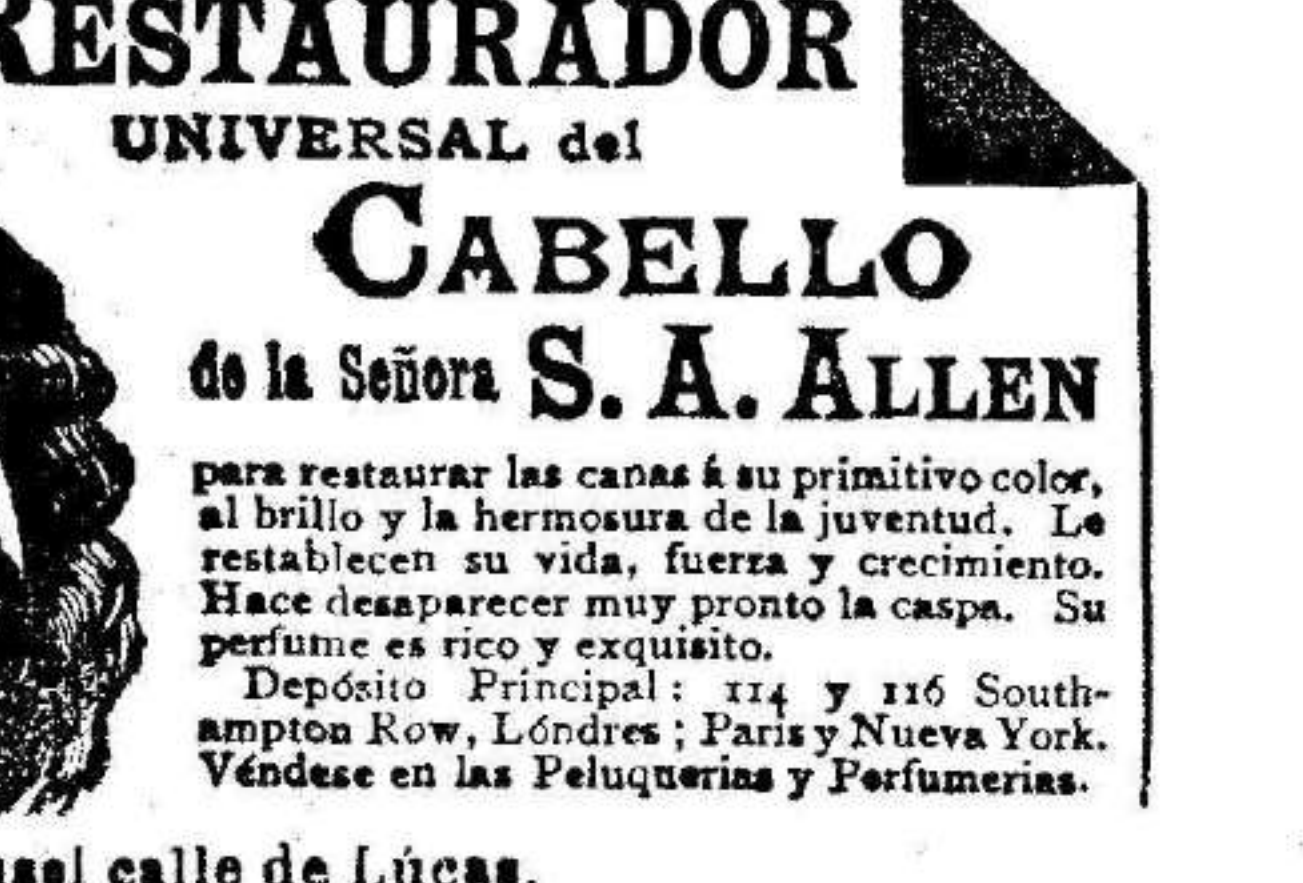 RESTAURADOR
UNIVERSAL del
CABELLO
de la Señora S. A. ALLEN
para restaurar las canas á su primitivo color,
al brillo y la hermosura de la juventud. Le
restablecen su vida, fuerza y crecimiento.
Hace desaparecer muy pronto la caspa. Su
perfume es rico y exquisito.
Depósito Principal: 114 y 116 South-
ampton Row, Lóndres; Paris y Nueva York.
Véndese en las Peluquerias y Perfumerias.
calle de Lúcas.